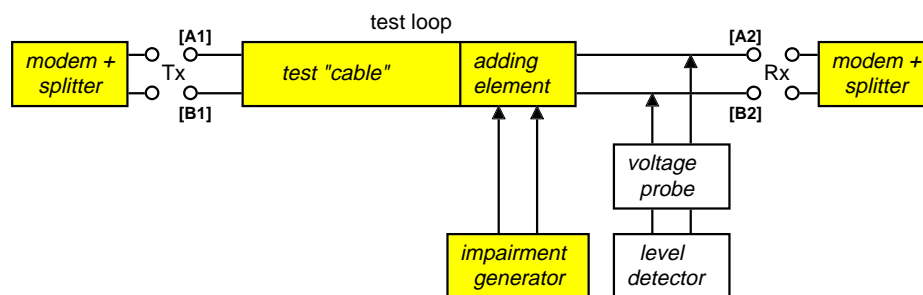 test loop
[A1]
[A2]
modem +
splitter
Tx
test "cable"
adding
element
Rx
modem +
splitter
[B1]
[B2]
voltage
probe
impairment
generator
level
detector